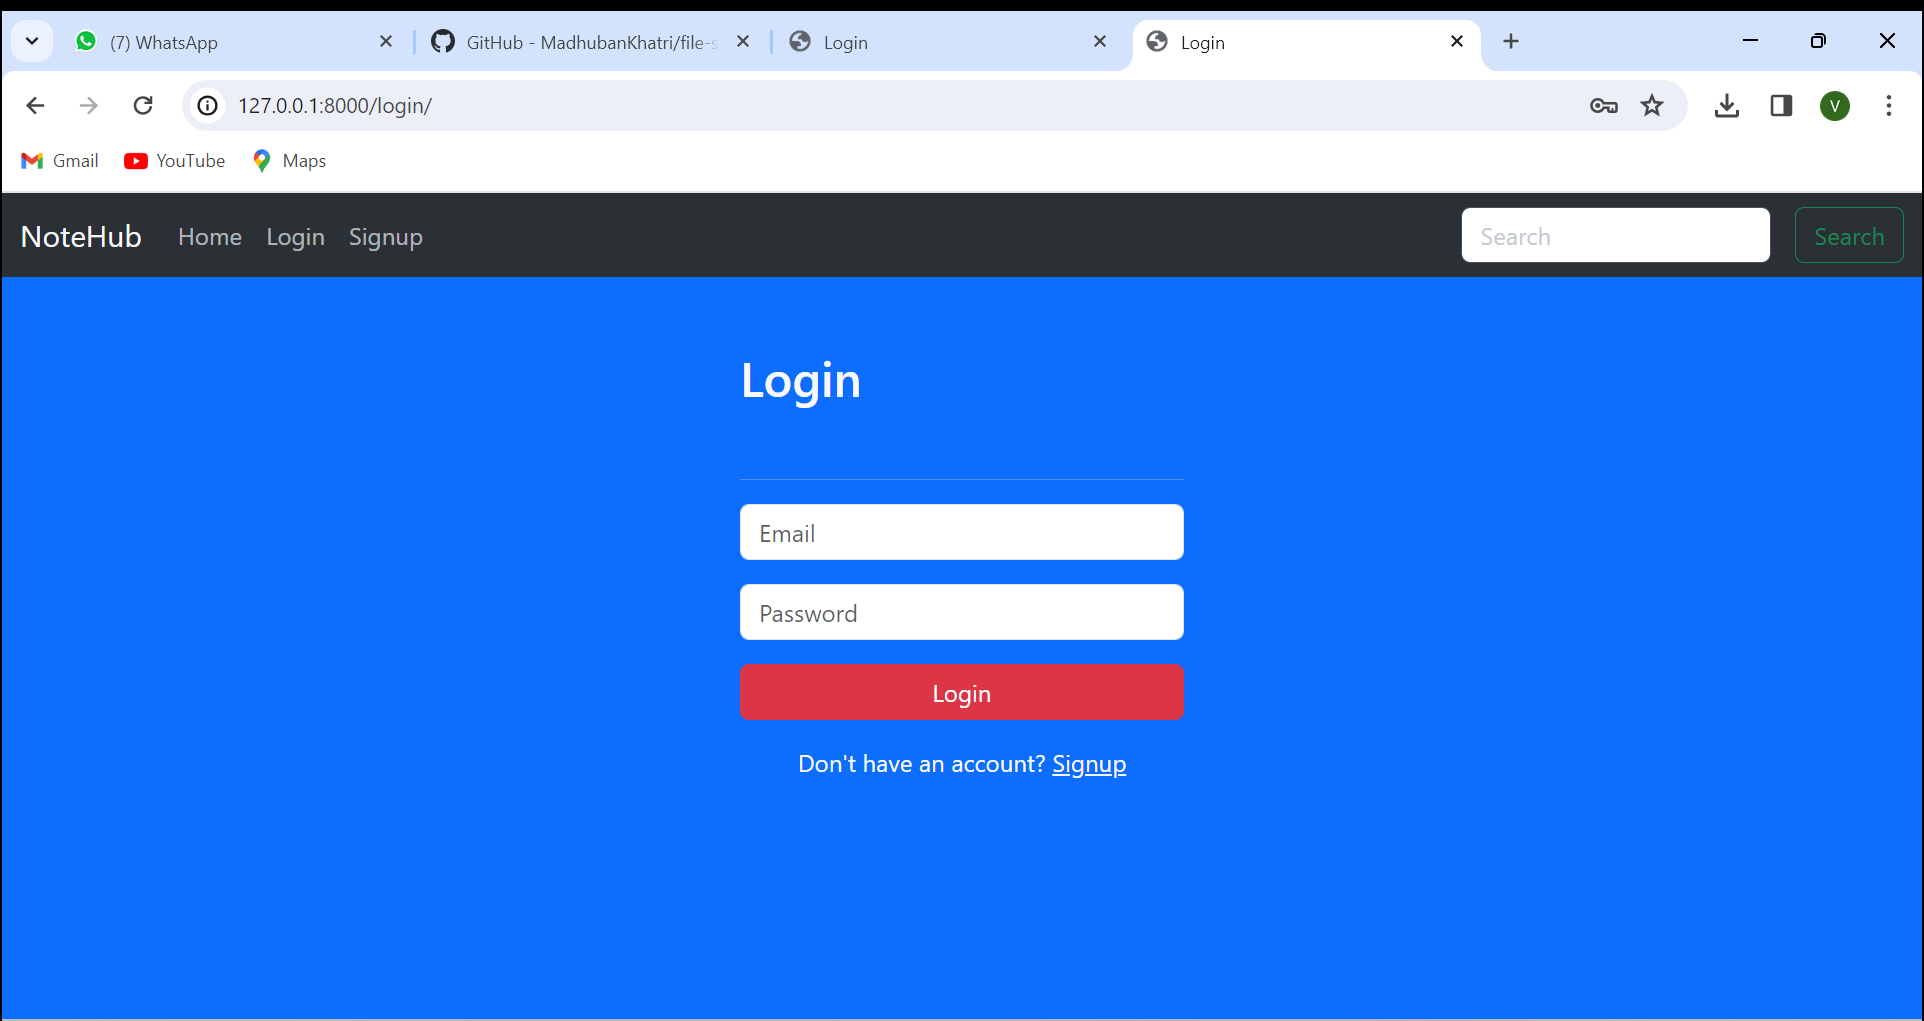 (7) WhatsApp
GitHub - MadhubanKhatri/file-s
Login
Login
127.0.0.1:8000/login/
V
Gmail
YouTube
Maps
NoteHub Home Login Signup Search Search
Login
Email
Password
Login
Don't have an account? Signup